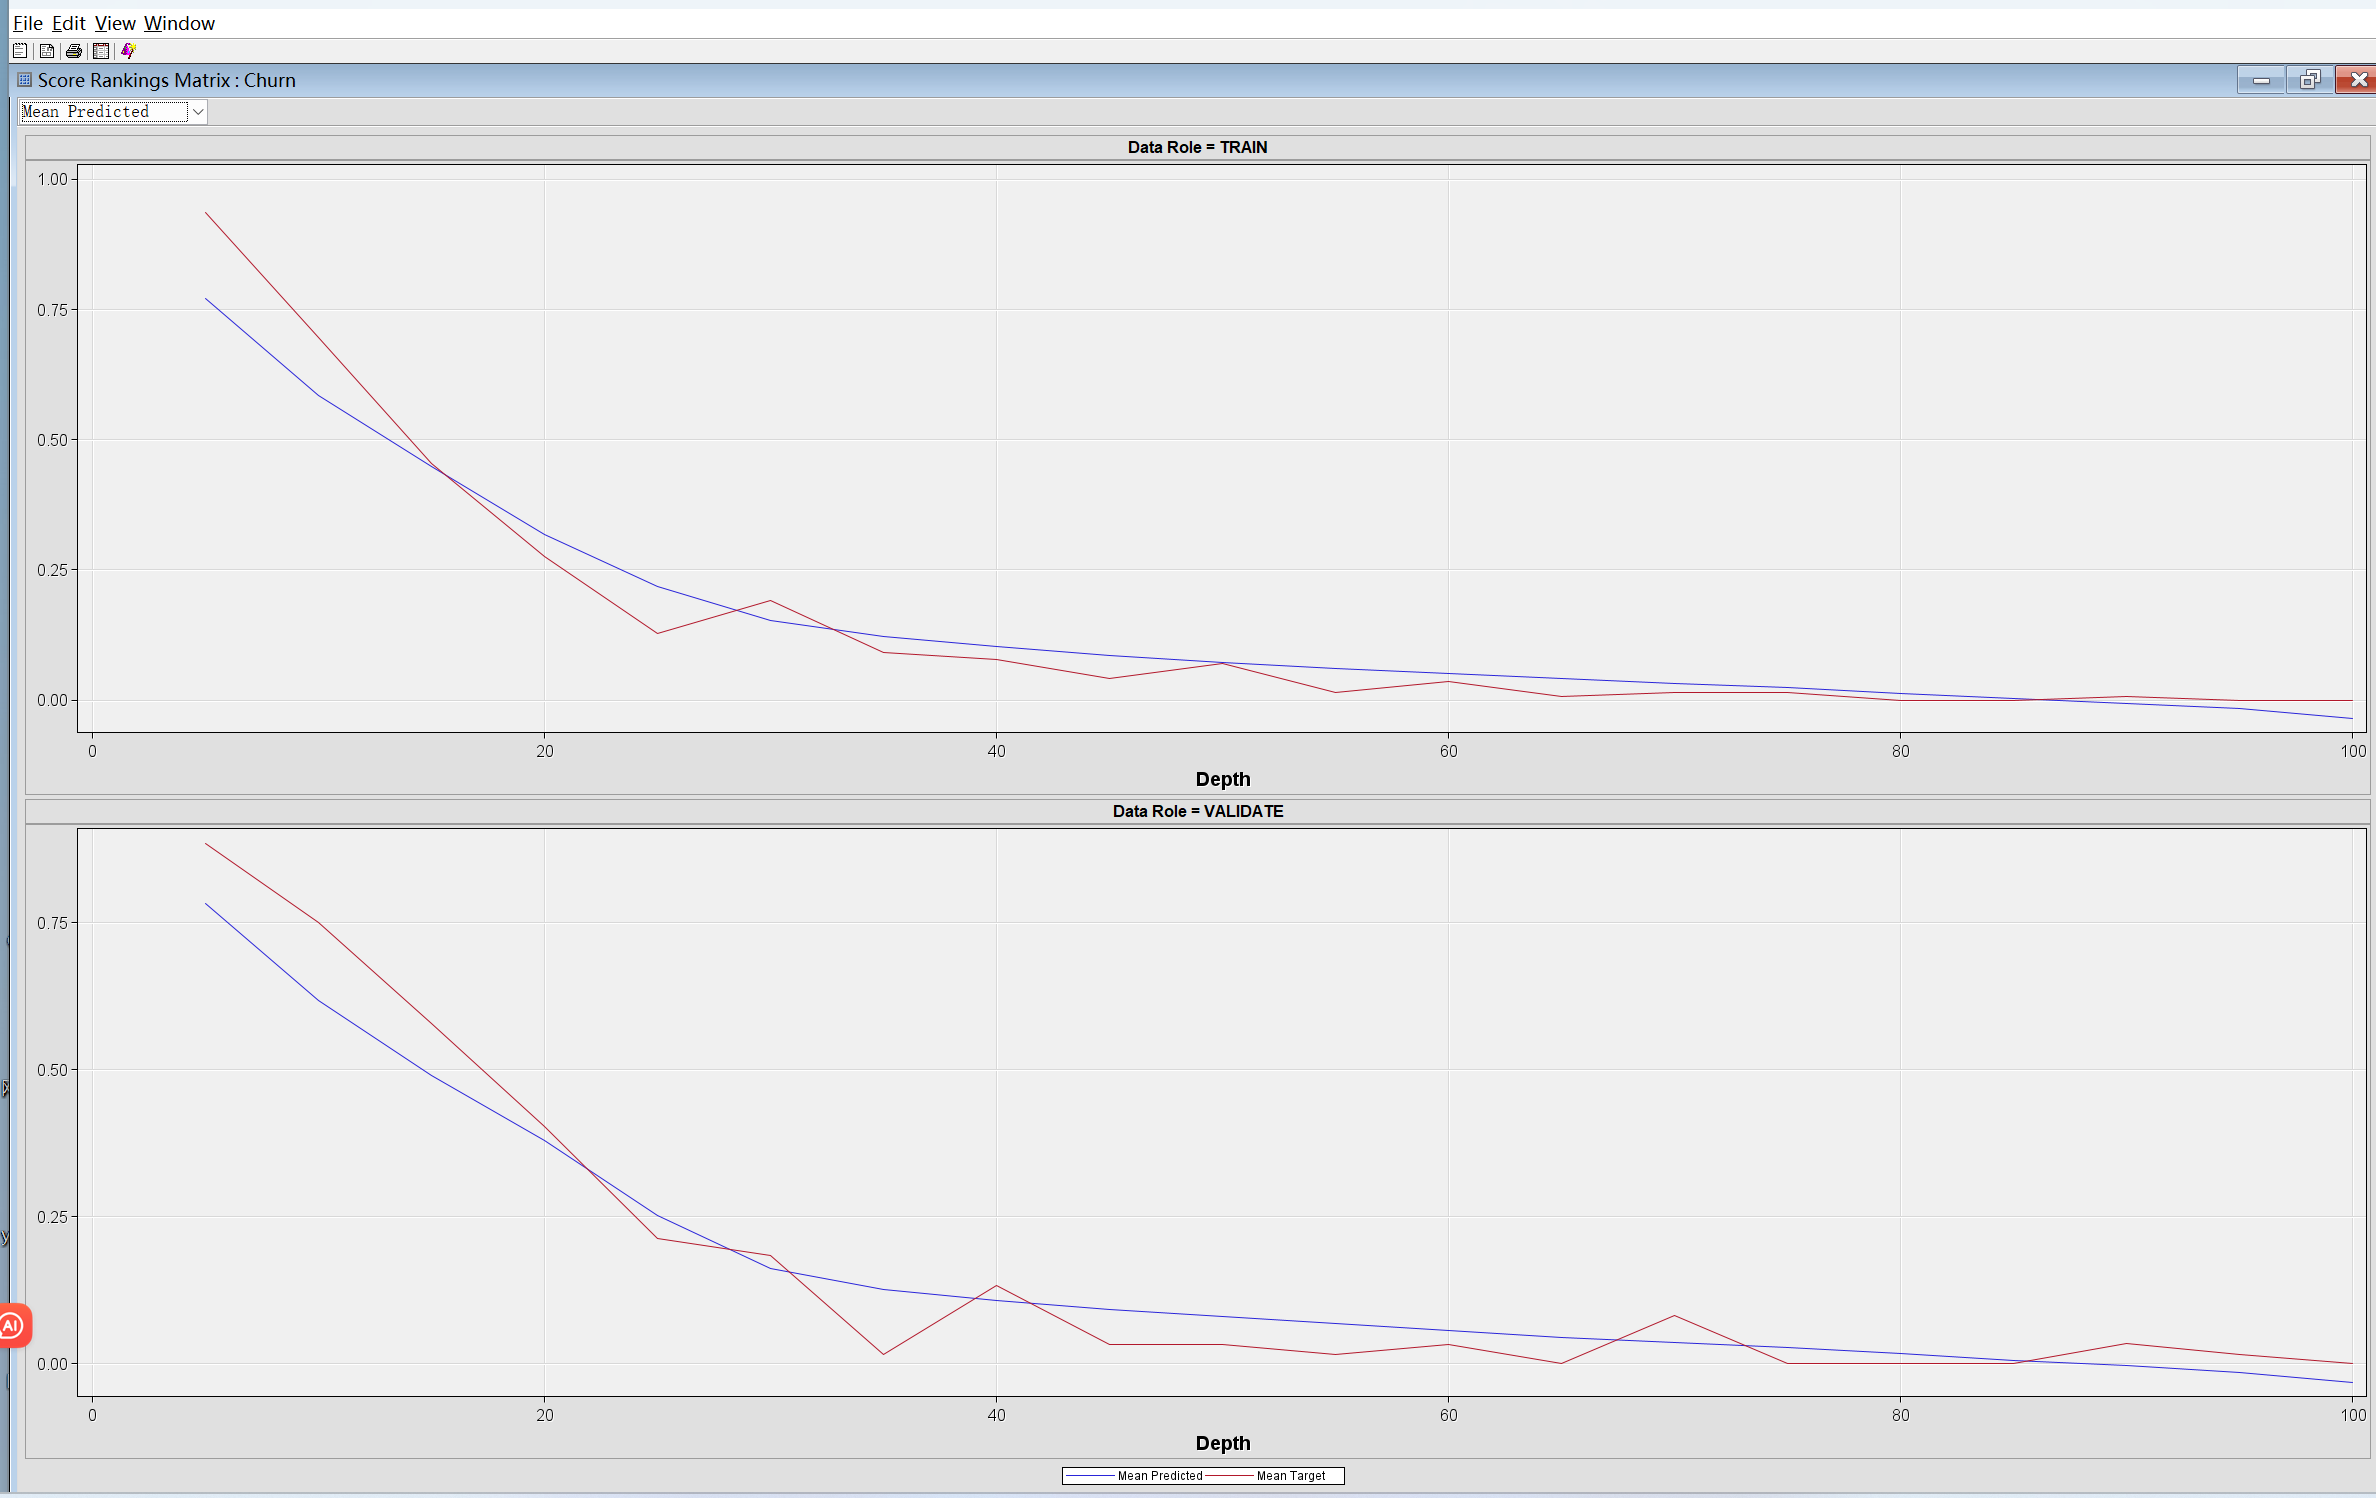 File Edit View Window
Score Rankings Matrix : Churn
Mean Predicted
Data Role = TRAIN
1.00
0.75
0.50
0.25
0.00
0 20 40 60 80 100
Depth
Data Role = VALIDATE
0.75
0.50
0.25
0.00
0 20 40 60 80 100
Depth
AI
Mean Predicted Mean Target